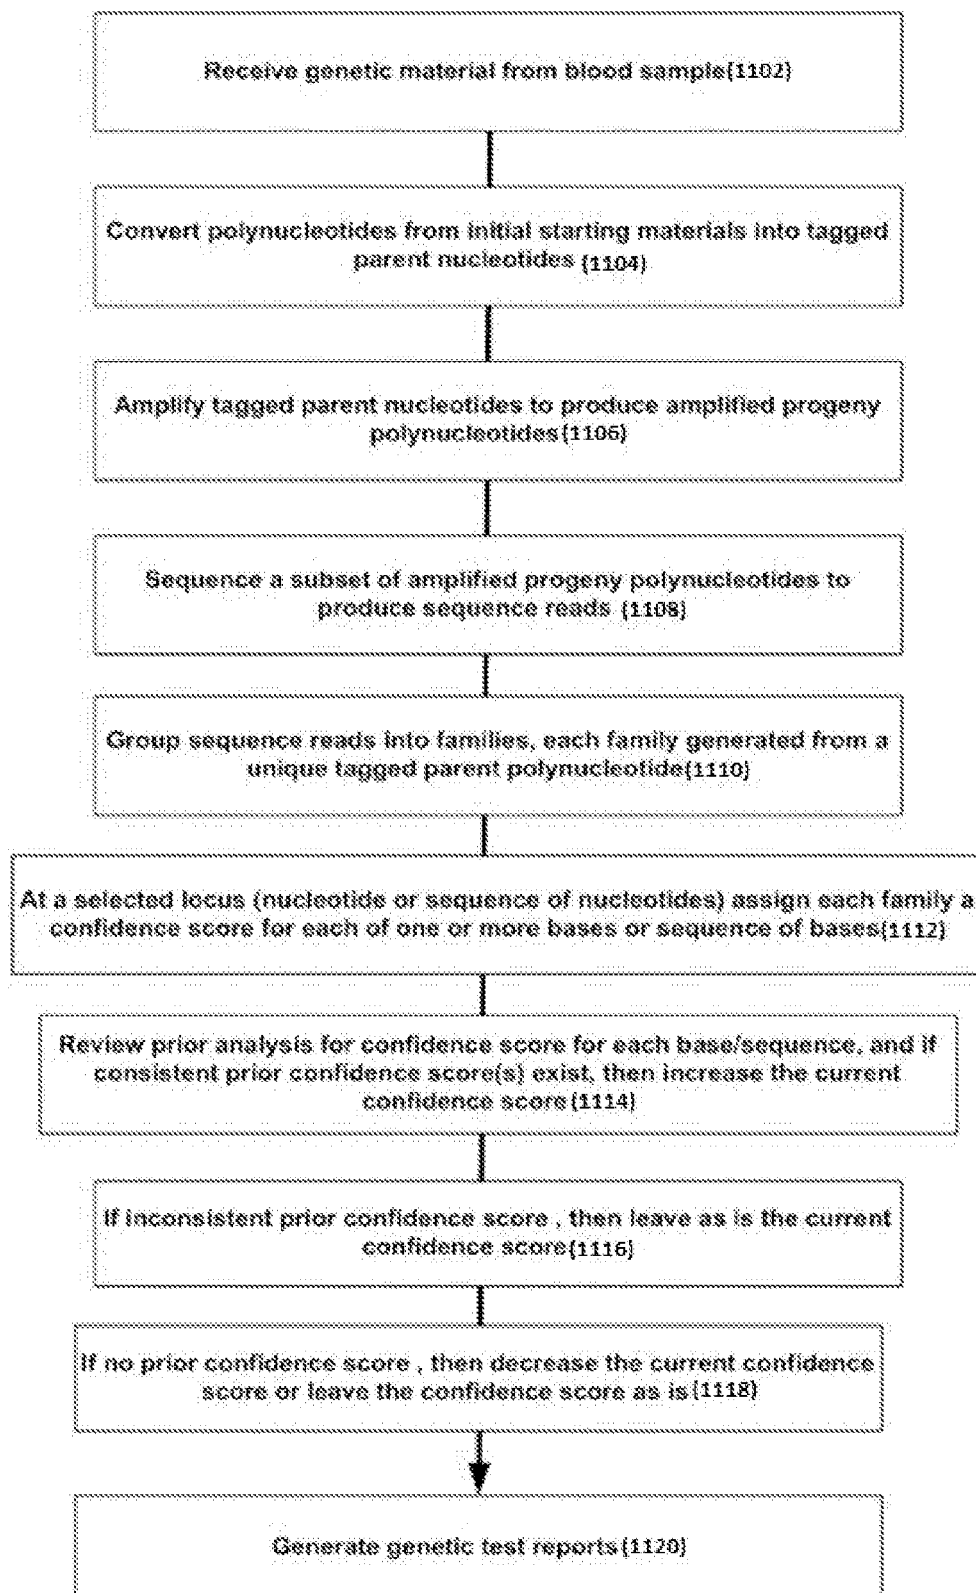 Receive genetic material from blood sample(1102)
Convert polynucleotides from initial starting materials into tagged
parent nucleotides (1104)
Amplify tagged parent nucleotides to produce amplified progeny
polynucleotides(1106)
Sequence a subset of amplified progeny polynucleotides to
produce sequence reads (1108)
Group sequence reads into families, each family generated from a
unique tagged parent polynucleotide(1110)
At a selected locus (nucleotide or sequence of nucleotides) assign each family a
confidence score for each of one or more bases or sequence of bases(1112)
Review prior analysis for confidence score for each base/sequence, and if
consistent prior confidence score(s) exist, then increase the current
confidence score(1114)
If inconsistent prior confidence score , then leave as is the current
confidence score(1116)
If no prior confidence score , then decrease the current confidence
score or leave the confidence score as is(1118)
Generate genetic test reports(1120)